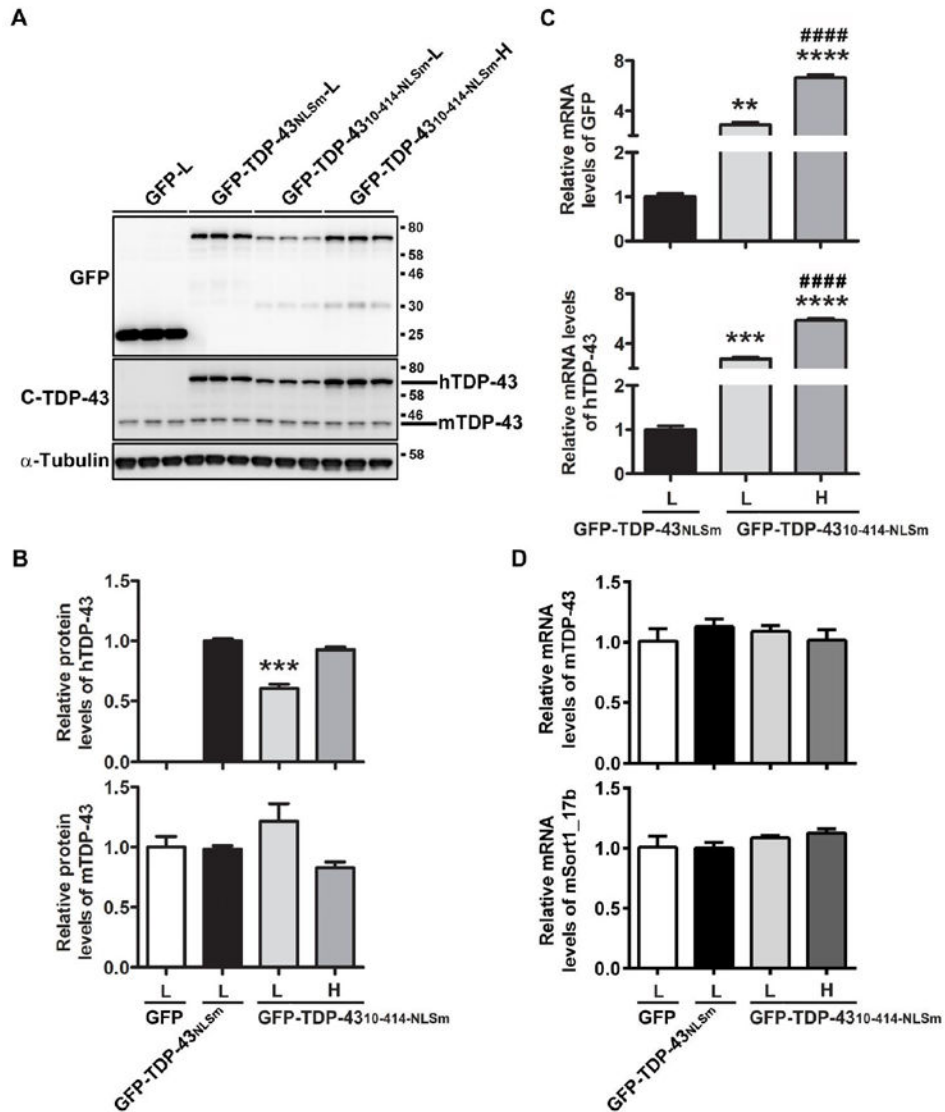 A
GFP-L
GFP-TDP-43NLSm-L
GFP-TDP-4310-414-NLSm-L
GFP-TDP-4310-414-NLSm-H
GFP
80
58
46
30
25
C-TDP-43
80
58
46
hTDP-43
mTDP-43
α-Tubulin
58
C
Relative mRNA
levels of GFP
8
6
4
2
1
0
**
####
****
Relative mRNA levels
of hTDP-43
8
6
4
2
1
0
***
####
****
L L H
GFP-TDP-43NLSm GFP-TDP-4310-414-NLSm
B
Relative protein
levels of hTDP-43
1.5
1.0
0.5
0.0
***
Relative protein
levels of mTDP-43
1.5
1.0
0.5
0.0
L L L H
GFP GFP-TDP-43NLSm GFP-TDP-4310-414-NLSm
D
Relative mRNA
levels of mTDP-43
1.5
1.0
0.5
0.0
Relative mRNA
levels of mSort1_17b
1.5
1.0
0.5
0.0
L L L H
GFP GFP-TDP-43NLSm GFP-TDP-4310-414-NLSm